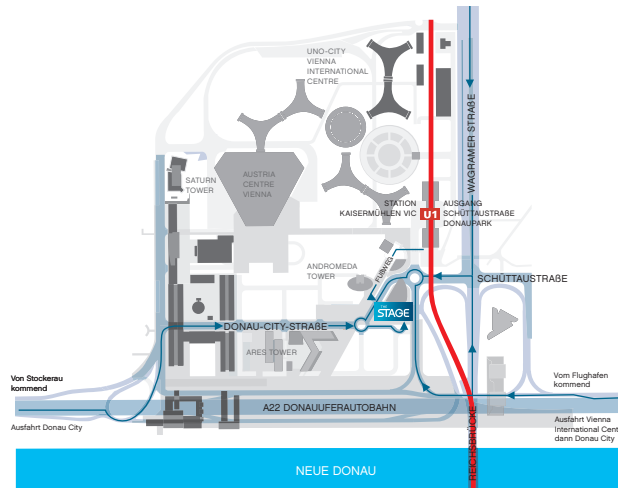 UNO-CITY
VIENNA
INTERNATIONAL
CENTRE
WAGRAMER STRAßE
SATURN
TOWER
AUSTRIA
CENTRE
VIENNA
STATION
KAISERMÜHLEN VIC
U1
AUSGANG
SCHÜTTAUSTRAßE
DONAUPARK
FUßWEG
ANDROMEDA
TOWER
SCHÜTTAUSTRAßE
THE
STAGE
DONAU-CITY-STRAßE
ARES TOWER
Von Stockerau
kommend
Vom Flughafen
kommend
A22 DONAUUFERAUTOBAHN
Ausfahrt Donau City
Ausfahrt Vienna
International Cent
dann Donau City
REICHSBRÜCKE
NEUE DONAU